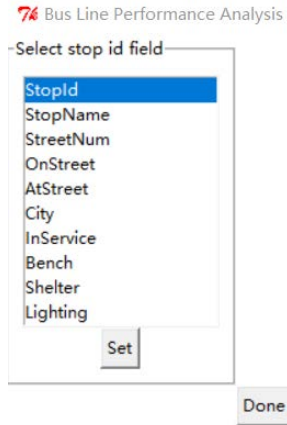 Bus Line Performance Analysis
Select stop id field
StopId
StopName
StreetNum
OnStreet
AtStreet
City
InService
Bench
Shelter
Lighting
Set
Done